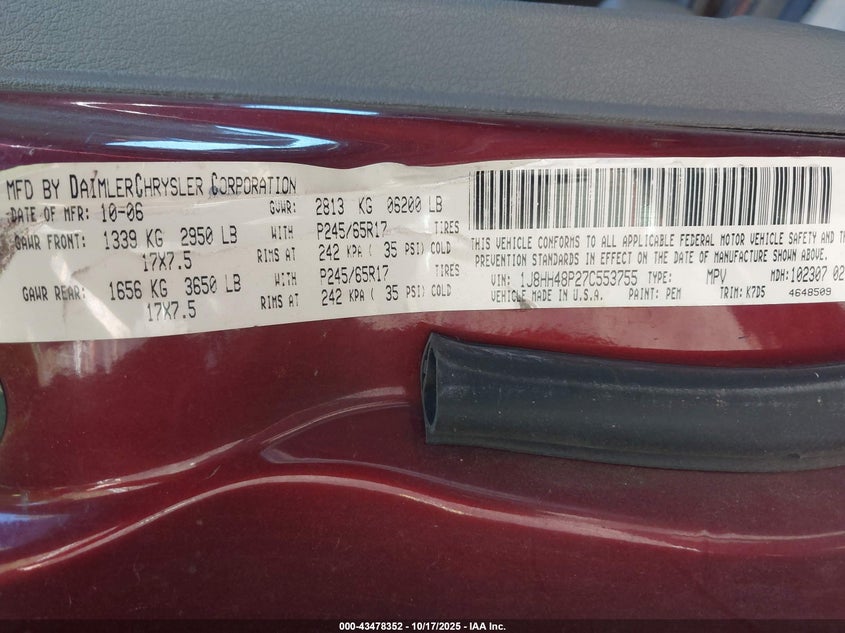 MFD BY DAIMLERCHRYSLER CORPORATION
DATE OF MFR: 10-06 GVWR: 2813 KG 06200 LB
GAWR FRONT: 1339 KG 2950 LB WITH P245/65R17 TIRES
17X7.5 RIMS AT 242 KPA ( 35 PSI) COLD
GAWR REAR: 1656 KG 3650 LB WITH P245/65R17 TIRES
17X7.5 RIMS AT 242 KPA ( 35 PSI) COLD
THIS VEHICLE CONFORMS TO ALL APPLICABLE FEDERAL MOTOR VEHICLE SAFETY AND
PREVENTION STANDARDS IN EFFECT ON THE DATE OF MANUFACTURE SHOWN ABOVE.
VIN: 1J8HH48P27C553755 TYPE: MPV MDH: 102307 02
VEHICLE MADE IN U.S.A. PAINT: PEM TRIM: K7D5 4648509
000-43478352 - 10/17/2025 - IAA Inc.